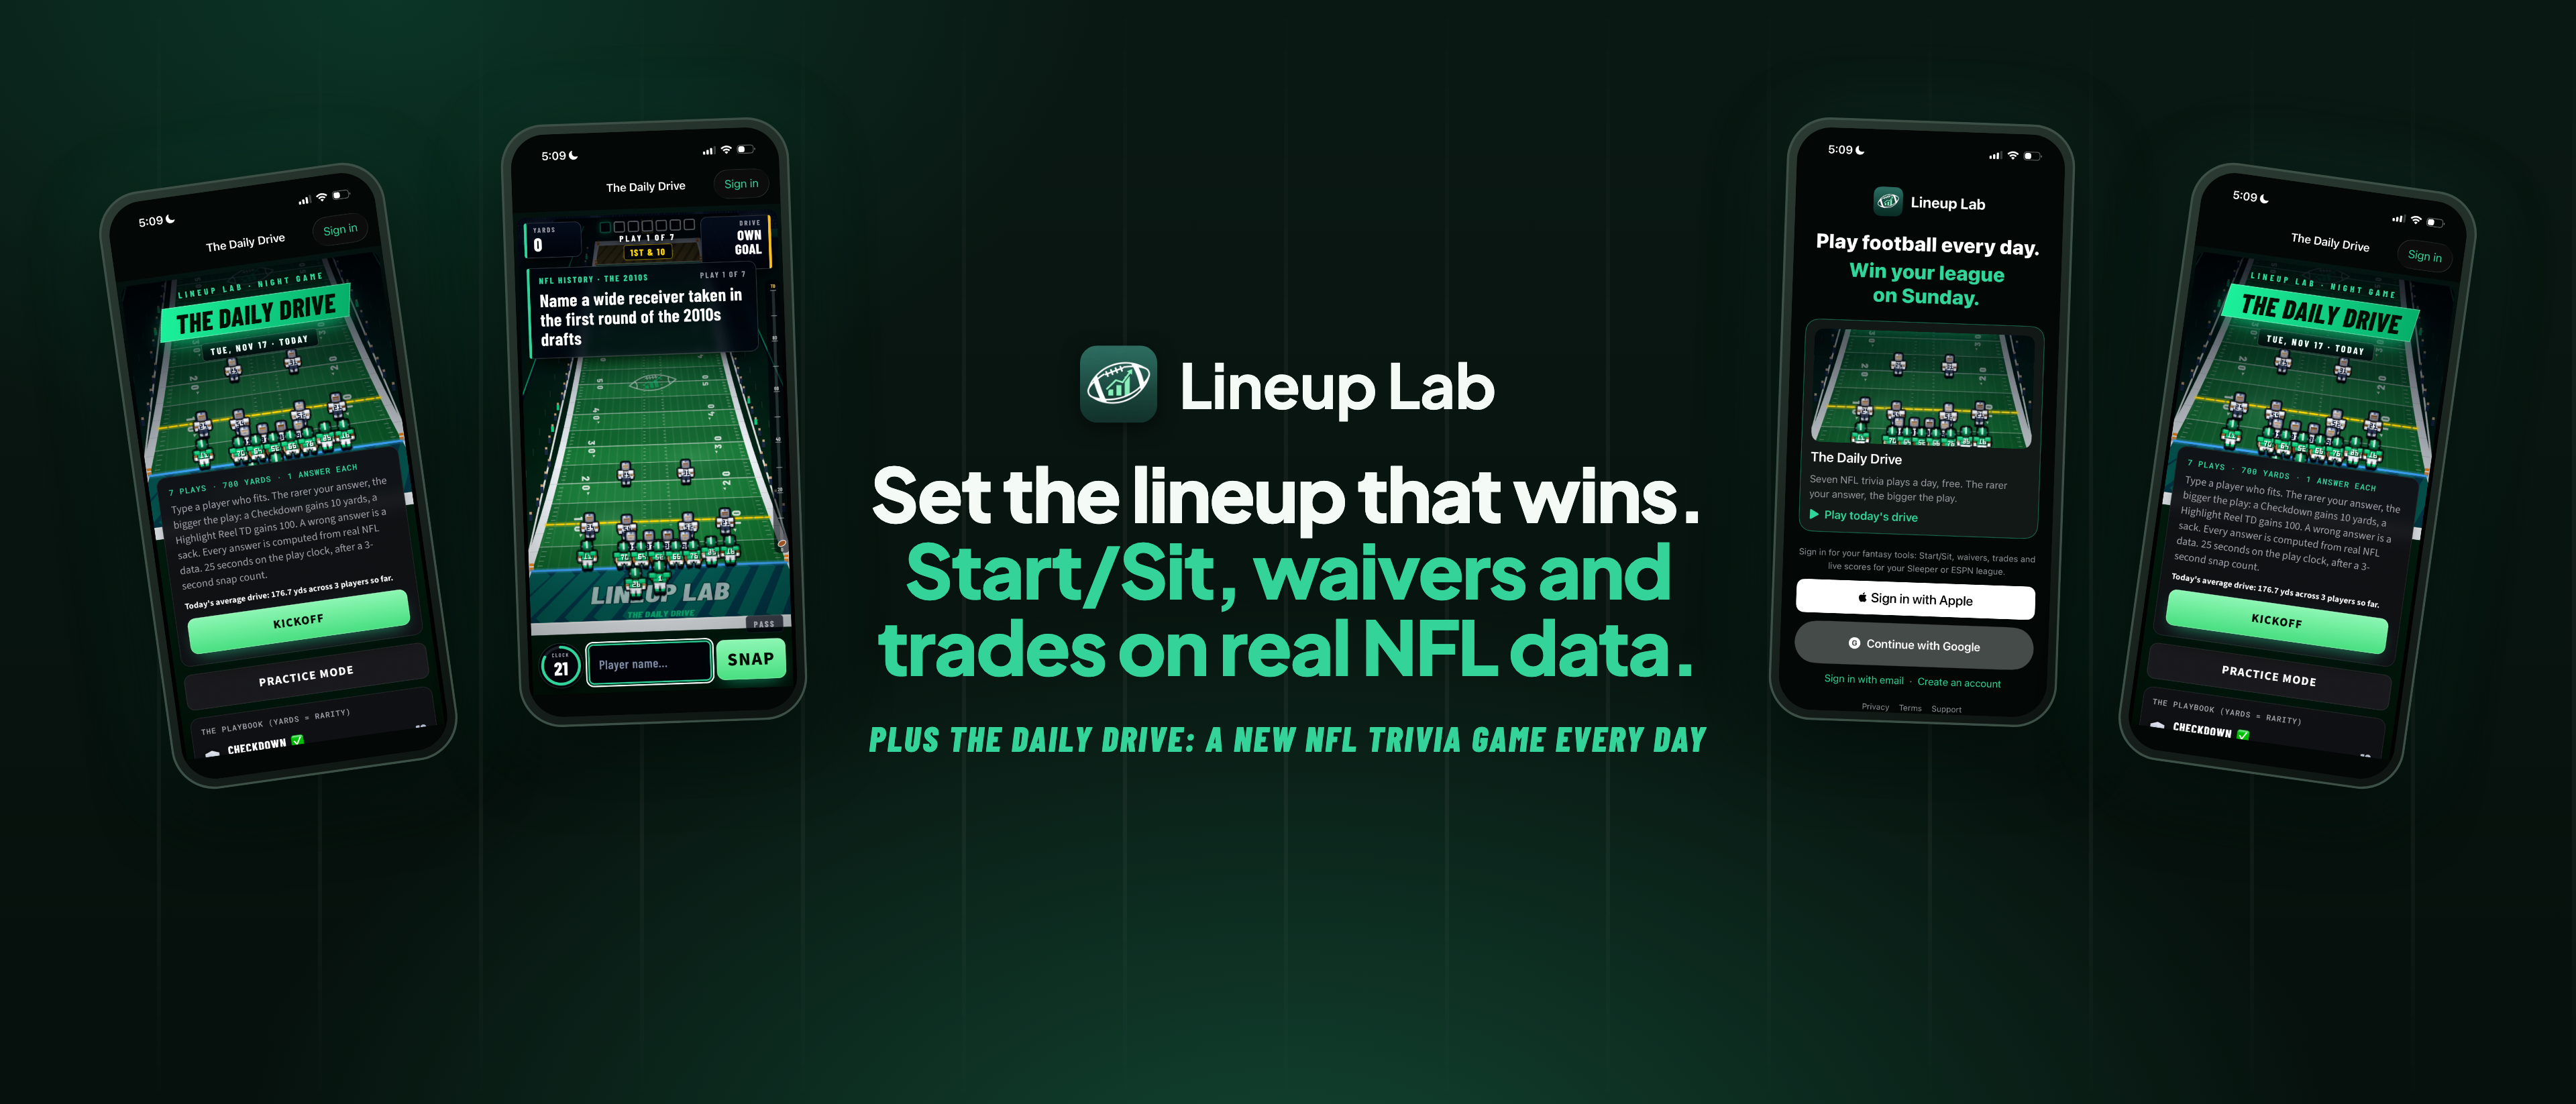 5:09
The Daily Drive
Sign in
LINEUP LAB · NIGHT GAME
THE DAILY DRIVE
TUE, NOV 17 · TODAY
7 PLAYS · 700 YARDS · 1 ANSWER EACH
Type a player who fits. The rarer your answer, the
bigger the play: a Checkdown gains 10 yards, a
Highlight Reel TD gains 100. A wrong answer is a
sack. Every answer is computed from real NFL
data. 25 seconds on the play clock, after a 3-
second snap count.
Today's average drive: 176.7 yds across 3 players so far.
KICKOFF
PRACTICE MODE
THE PLAYBOOK (YARDS = RARITY)
CHECKDOWN ✅
5:09
The Daily Drive
Sign in
YARDS
0
PLAY 1 OF 7
1ST & 10
DRIVE
OWN
GOAL
NFL HISTORY · THE 2010S
PLAY 1 OF 7
Name a wide receiver taken in
the first round of the 2010s
drafts
LINEUP LAB
THE DAILY DRIVE
PASS
CLOCK
21
Player name...
SNAP
Lineup Lab
Set the lineup that wins.
Start/Sit, waivers and
trades on real NFL data.
PLUS THE DAILY DRIVE: A NEW NFL TRIVIA GAME EVERY DAY
5:09
Lineup Lab
Play football every day.
Win your league
on Sunday.
The Daily Drive
Seven NFL trivia plays a day, free. The rarer
your answer, the bigger the play.
Play today's drive
Sign in for your fantasy tools: Start/Sit, waivers, trades and
live scores for your Sleeper or ESPN league.
Sign in with Apple
G Continue with Google
Sign in with email · Create an account
Privacy Terms Support
5:09
The Daily Drive
Sign in
LINEUP LAB · NIGHT GAME
THE DAILY DRIVE
TUE, NOV 17 · TODAY
7 PLAYS · 700 YARDS · 1 ANSWER EACH
Type a player who fits. The rarer your answer, the
bigger the play: a Checkdown gains 10 yards, a
Highlight Reel TD gains 100. A wrong answer is a
sack. Every answer is computed from real NFL
data. 25 seconds on the play clock, after a 3-
second snap count.
Today's average drive: 176.7 yds across 3 players so far.
KICKOFF
PRACTICE MODE
THE PLAYBOOK (YARDS = RARITY)
CHECKDOWN ✅